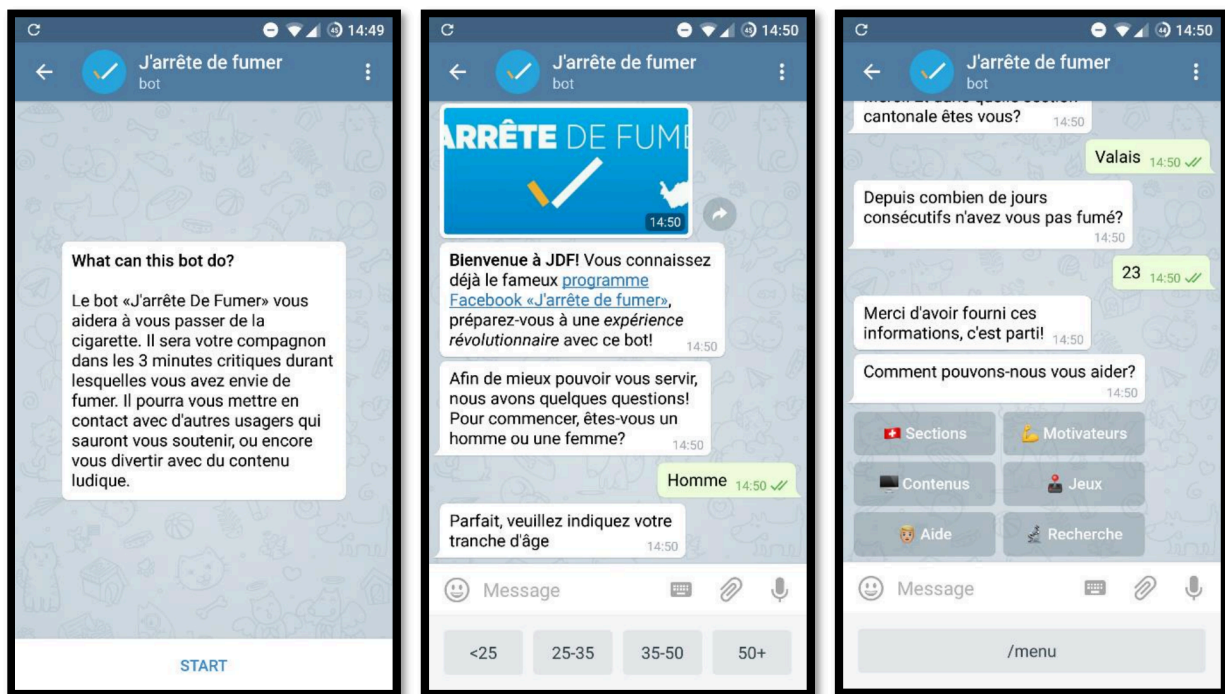 14:49
J'arrête de fumer
bot
What can this bot do?
Le bot «J'arrête De Fumer» vous
aidera à vous passer de la
cigarette. Il sera votre compagnon
dans les 3 minutes critiques durant
lesquelles vous avez envie de
fumer. Il pourra vous mettre en
contact avec d'autres usagers qui
sauront vous soutenir, ou encore
vous divertir avec du contenu
ludique.
START
14:50
J'arrête de fumer
bot
ARRÊTE DE FUME
14:50
Bienvenue à JDF! Vous connaissez
déjà le fameux programme
Facebook «J'arrête de fumer»,
préparez-vous à une expérience
révolutionnaire avec ce bot! 14:50
Afin de mieux pouvoir vous servir,
nous avons quelques questions!
Pour commencer, êtes-vous un
homme ou une femme? 14:50
Homme 14:50
Parfait, veuillez indiquez votre
tranche d'âge 14:50
Message
<25 25-35 35-50 50+
14:50
J'arrête de fumer
bot
cantonale êtes vous? 14:50
Valais 14:50
Depuis combien de jours
consécutifs n'avez vous pas fumé?
14:50
23 14:50
Merci d'avoir fourni ces
informations, c'est parti! 14:50
Comment pouvons-nous vous aider?
14:50
Sections Motivateurs
Contenus Jeux
Aide Recherche
Message
/menu